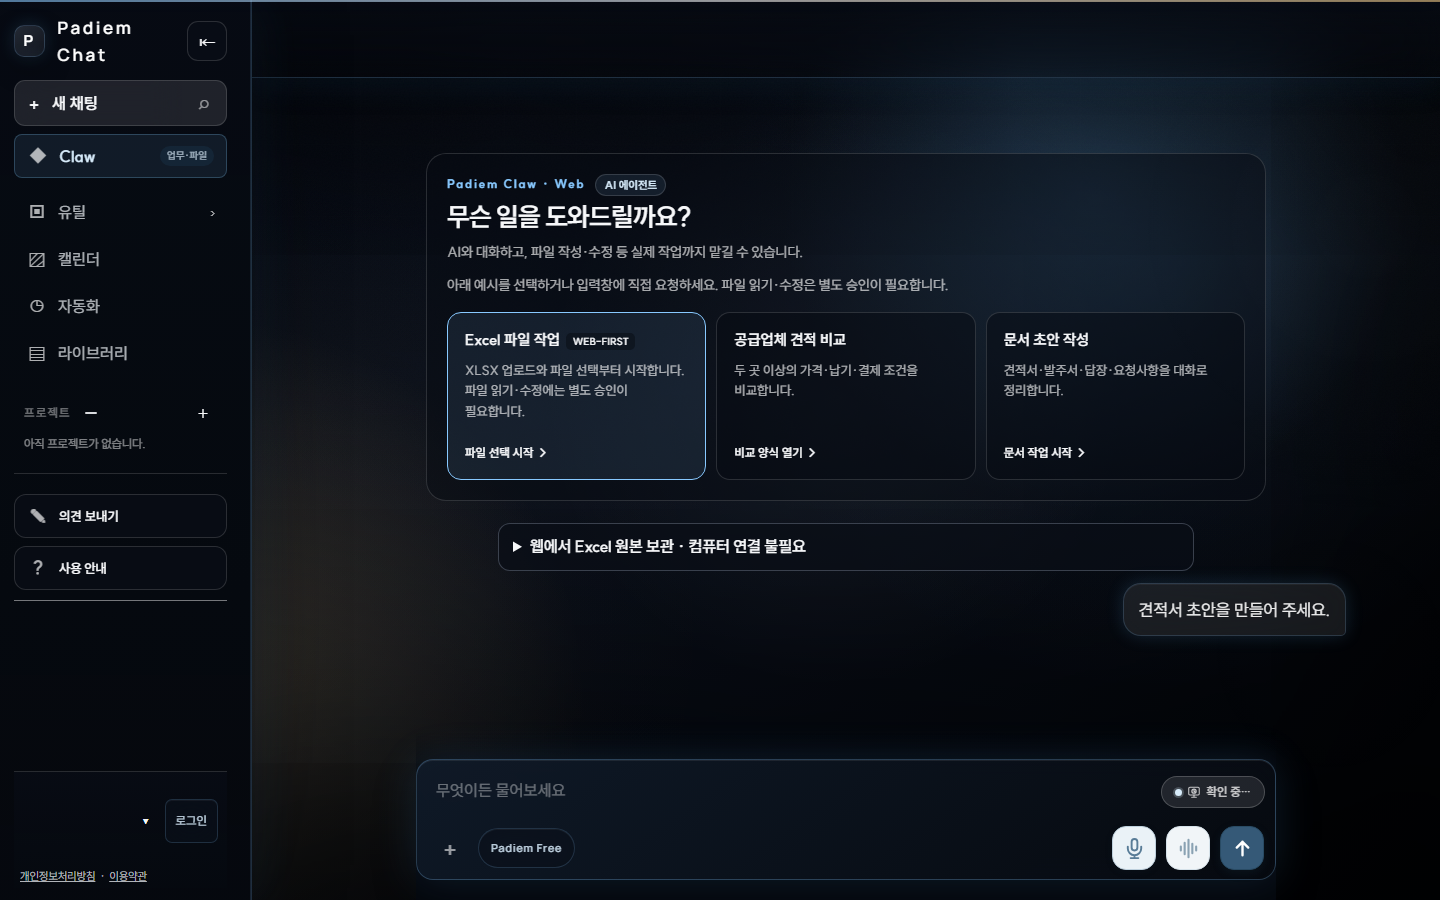 P
Padiem
Chat
+ 새 채팅
Claw 업무·파일
유틸
캘린더
자동화
라이브러리
프로젝트 — +
아직 프로젝트가 없습니다.
의견 보내기
? 사용 안내
로그인
개인정보처리방침 · 이용약관
Padiem Claw · Web AI 에이전트
무슨 일을 도와드릴까요?
AI와 대화하고, 파일 작성·수정 등 실제 작업까지 맡길 수 있습니다.
아래 예시를 선택하거나 입력창에 직접 요청하세요. 파일 읽기·수정은 별도 승인이 필요합니다.
Excel 파일 작업 WEB-FIRST
XLSX 업로드와 파일 선택부터 시작합니다.
파일 읽기·수정에는 별도 승인이
필요합니다.
파일 선택 시작
공급업체 견적 비교
두 곳 이상의 가격·납기·결제 조건을
비교합니다.
비교 양식 열기
문서 초안 작성
견적서·발주서·답장·요청사항을 대화로
정리합니다.
문서 작업 시작
웹에서 Excel 원본 보관 · 컴퓨터 연결 불필요
견적서 초안을 만들어 주세요.
무엇이든 물어보세요
확인 중…
+ Padiem Free